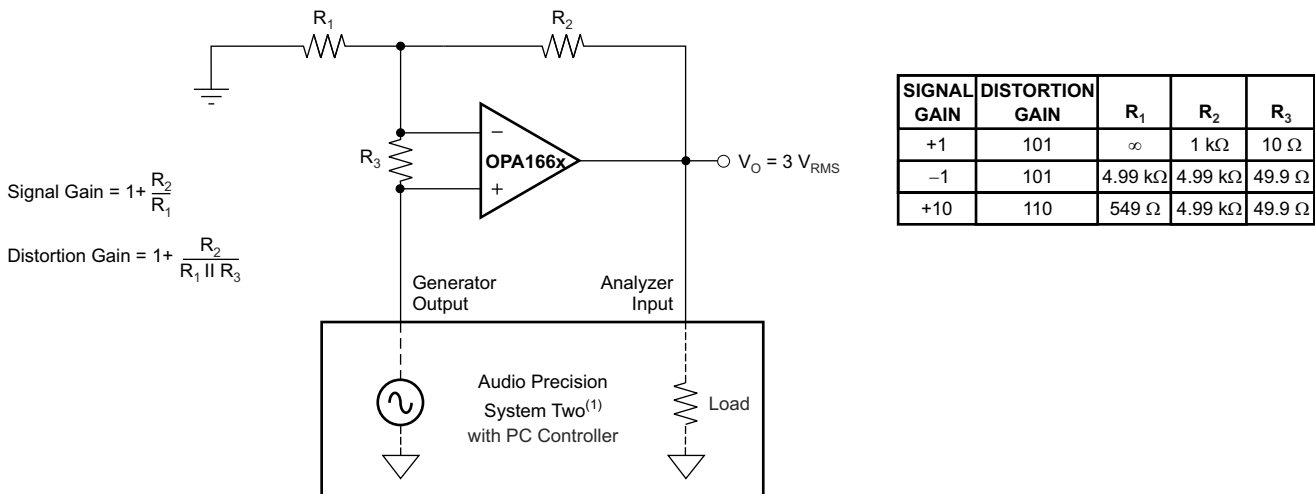 R1
R2
R3
−
+
OPA166x
VO = 3 VRMS
Signal Gain = 1+ R2
R1
Distortion Gain = 1+ R2
R1 II R3
Generator
Output
Analyzer
Input
Audio Precision
System Two(1)
with PC Controller
Load
SIGNAL GAIN DISTORTION GAIN R1 R2 R3
+1 101 ∞ 1 kΩ 10 Ω
−1 101 4.99 kΩ 4.99 kΩ 49.9 Ω
+10 110 549 Ω 4.99 kΩ 49.9 Ω